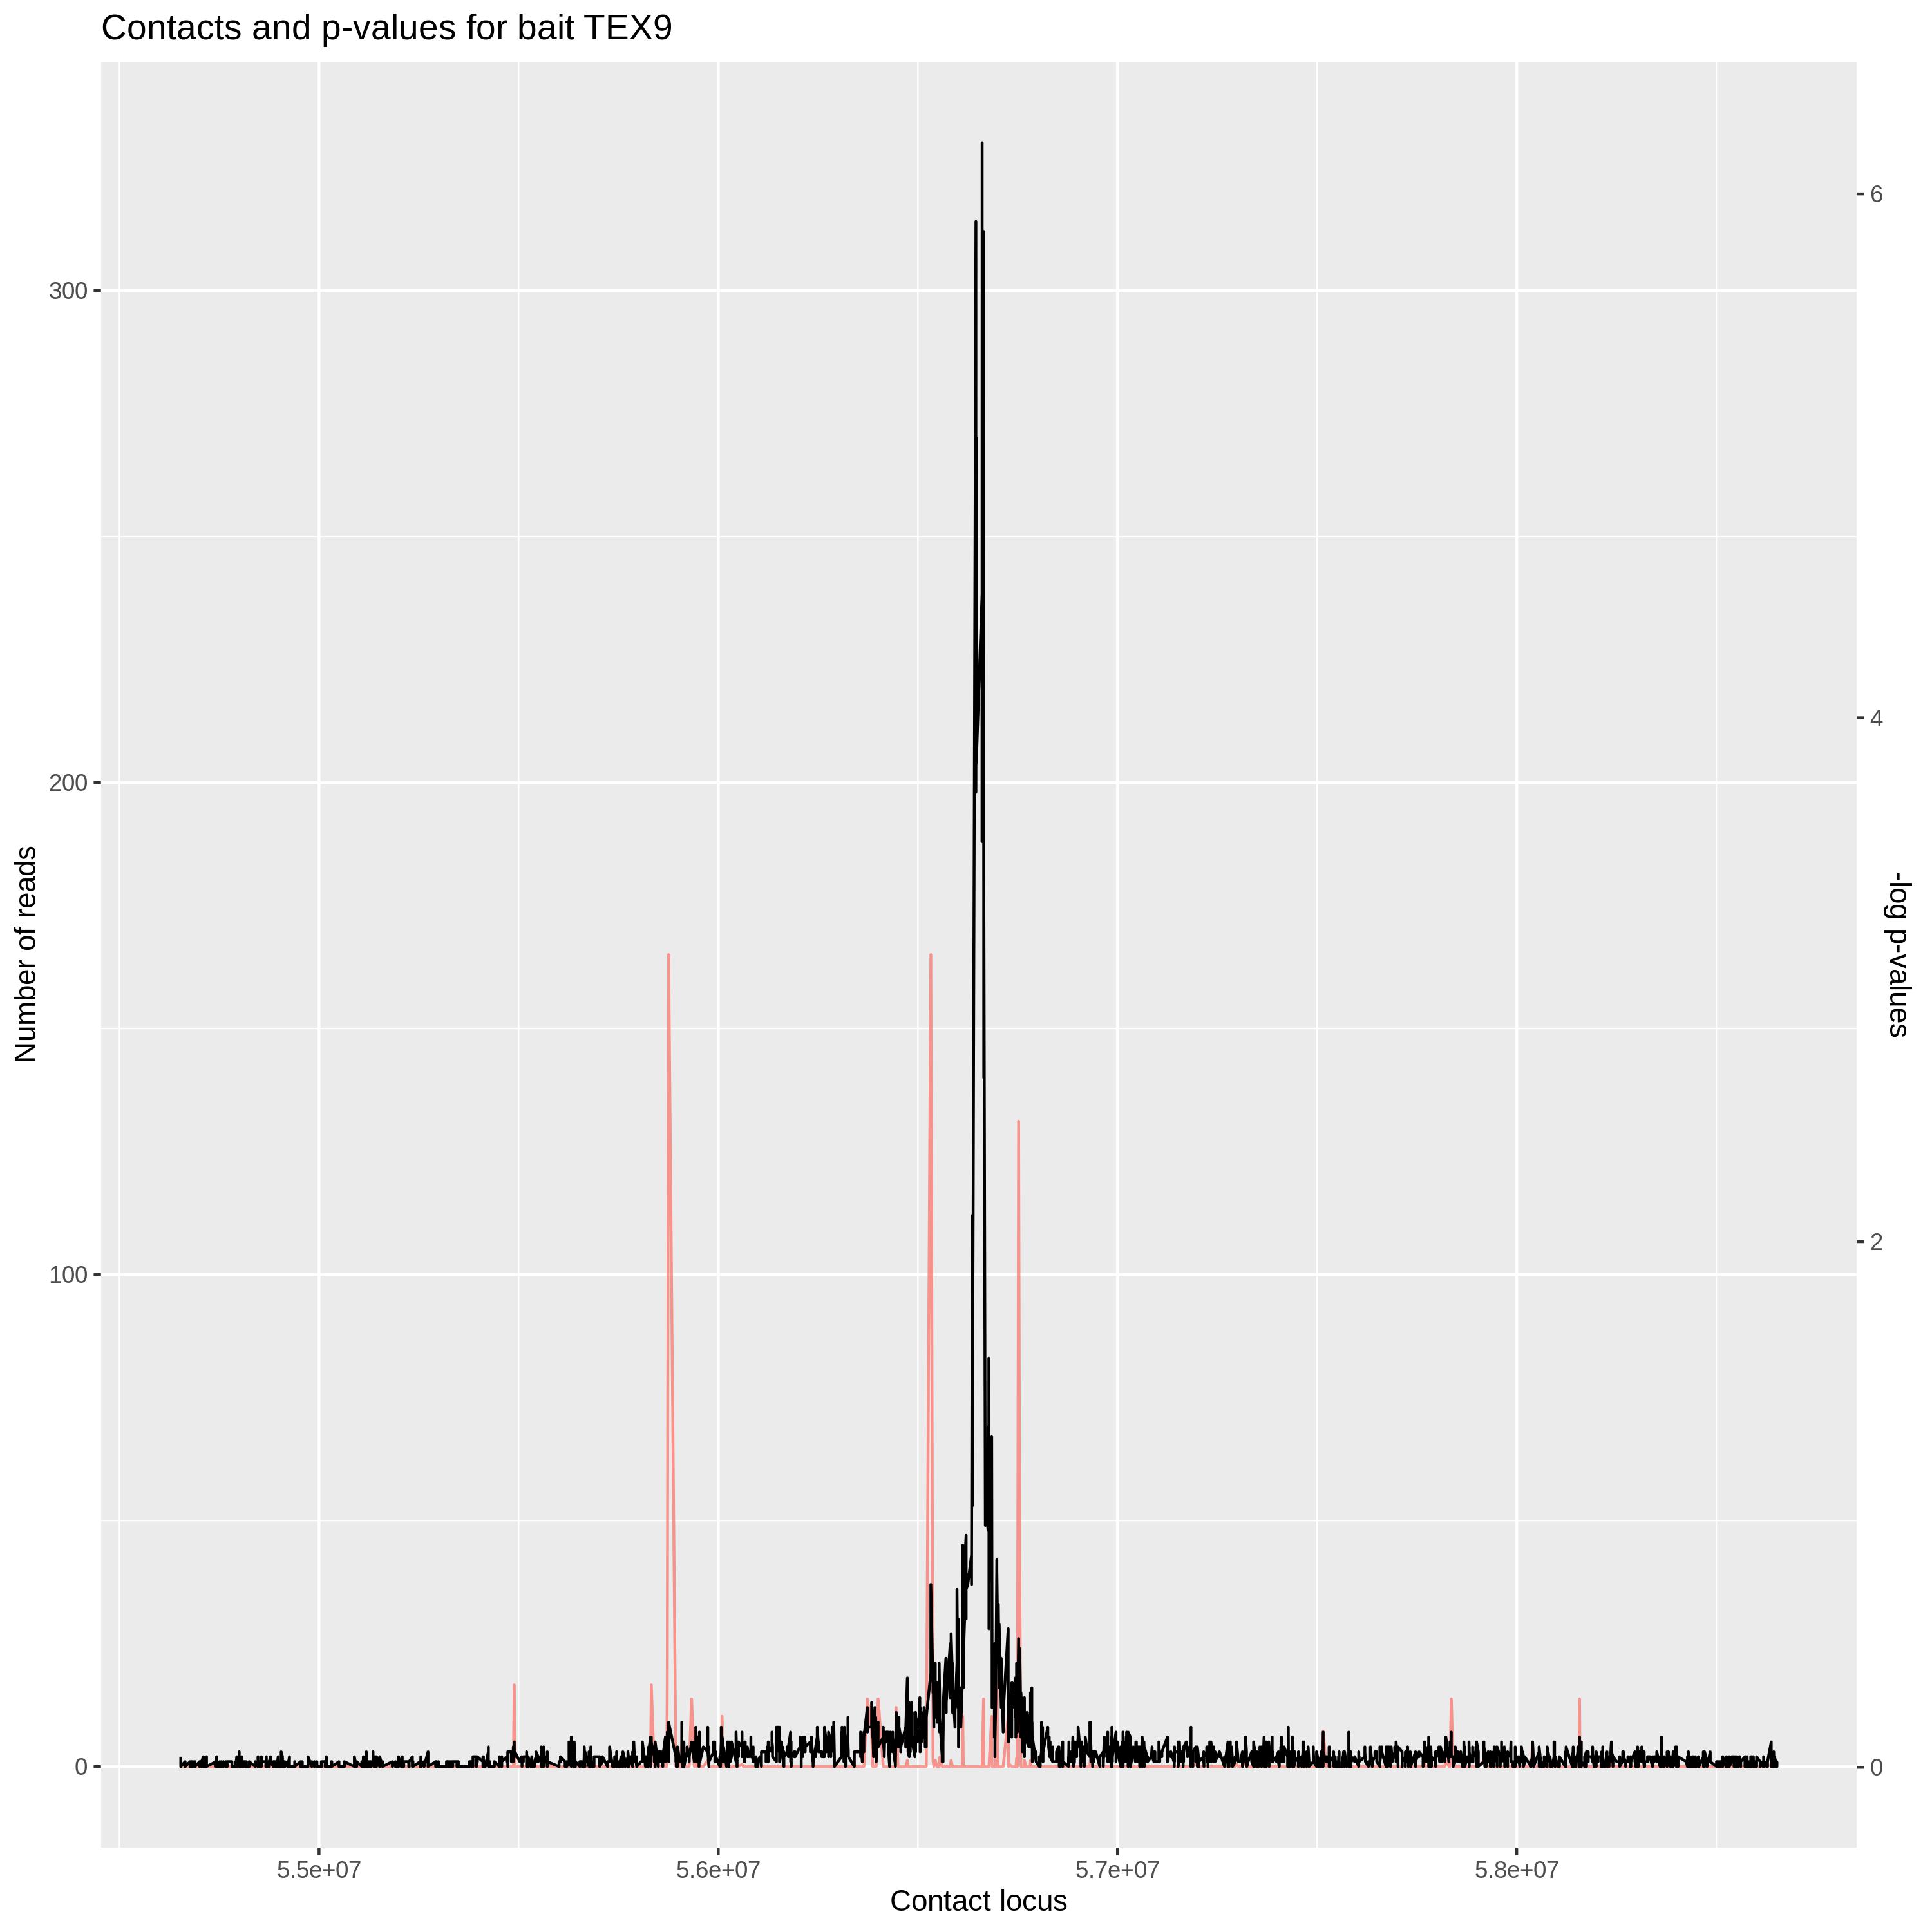 Contacts and p-values for bait TEX9
Number of reads
300
200
100
0
6
4
2
0
-log p-values
5.5e+07 5.6e+07 5.7e+07 5.8e+07
Contact locus